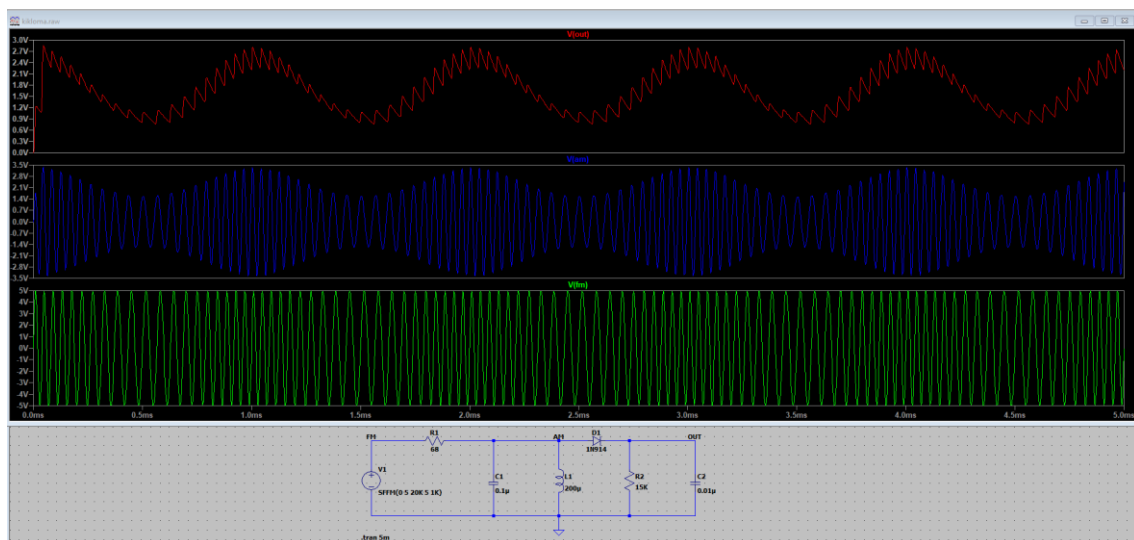 V(out)
3.0V
2.7V
2.4V
2.1V
1.8V
1.5V
1.2V
0.9V
0.6V
0.3V
0.0V
3.5V
2.8V
2.1V
1.4V
0.7V
0.0V
-0.7V
-1.4V
-2.1V
-2.8V
-3.5V
V(fm)
5V
4V
3V
2V
1V
0V
-1V
-2V
-3V
-4V
-5V
0.0ms 0.5ms 1.0ms 1.5ms 2.0ms 2.5ms 3.0ms 3.5ms 4.0ms 4.5ms 5.0ms
FM R1 AM D1 OUT
68 1N914
V1 C1 L1 R2 C2
SFFM(0 5 20K 5 1K) 0.1µ 200µ 15K 0.01µ
.tran 5m